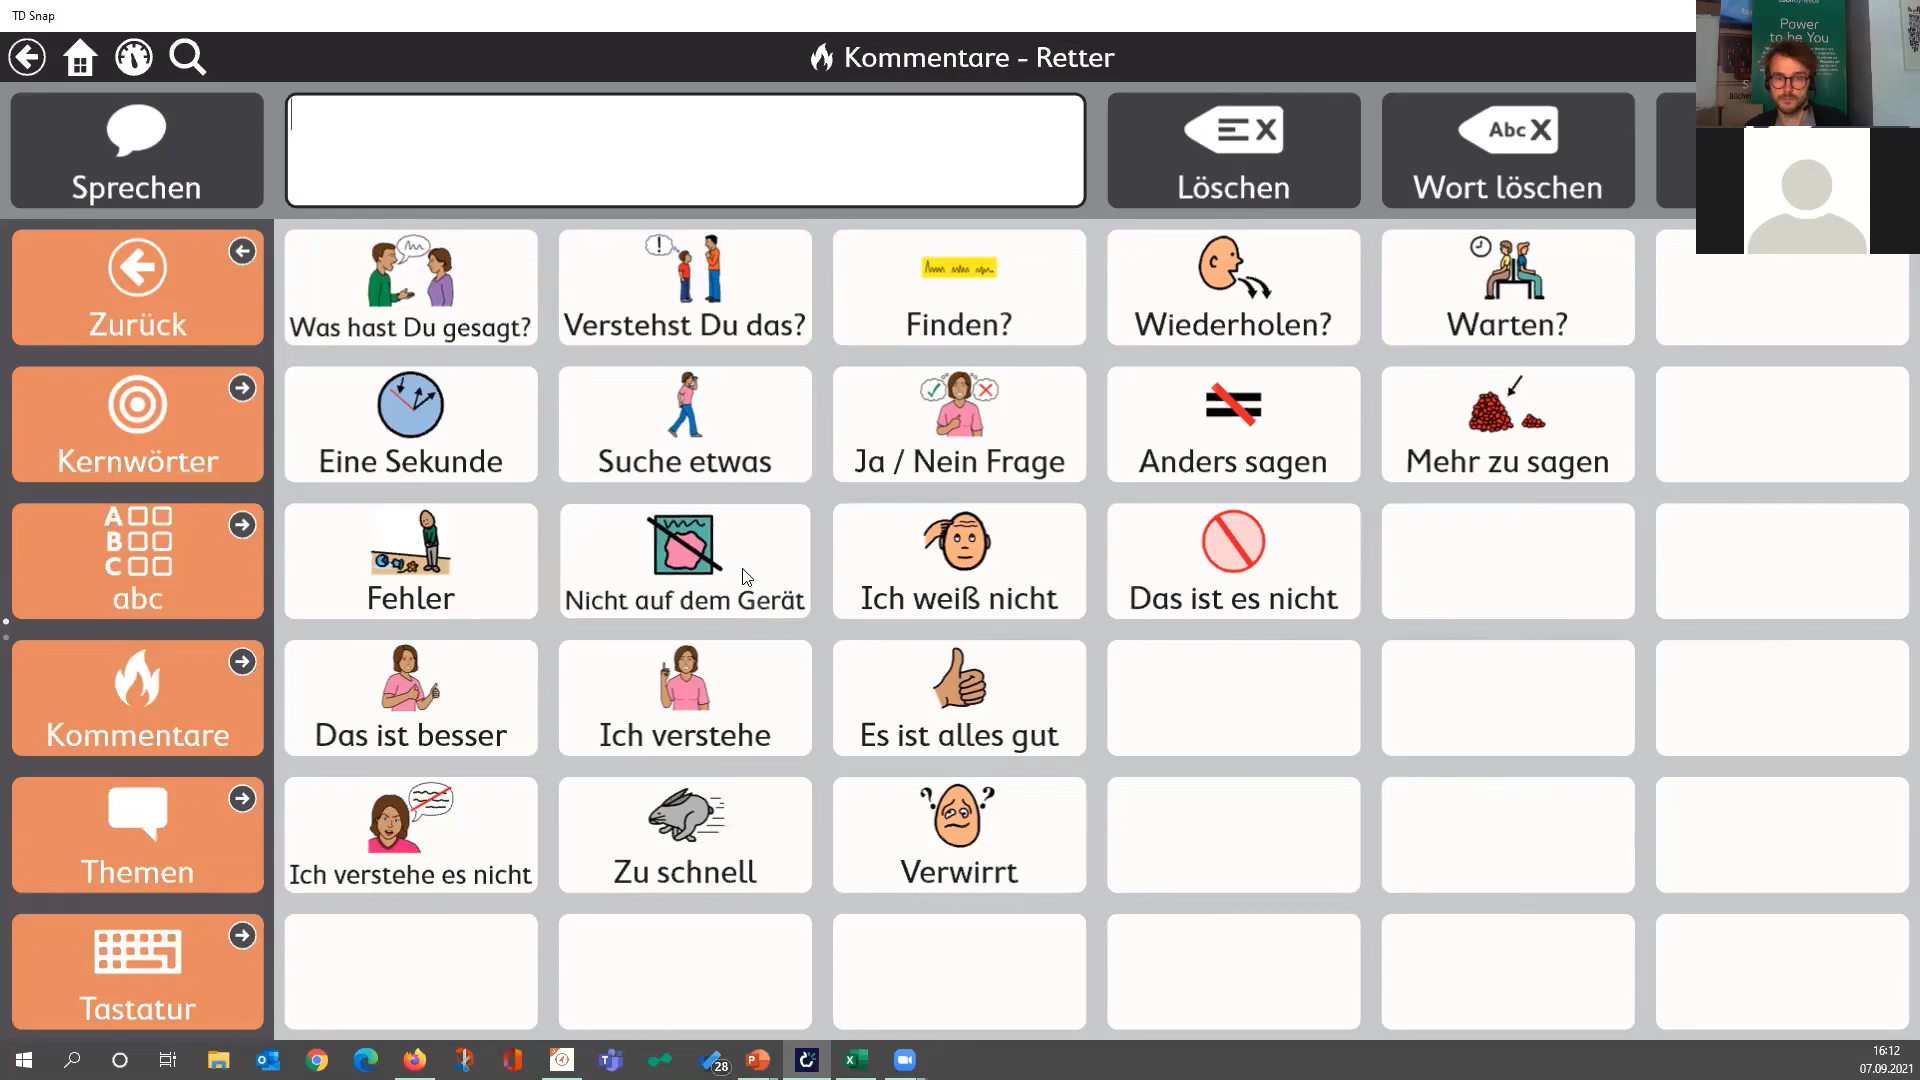 TD Snap
Kommentare - Retter
Power
to be You
Sprechen
Löschen
Abc X
Wort löschen
Zurück
Was hast Du gesagt?
Verstehst Du das?
Finden?
Wiederholen?
Warten?
Kernwörter
Eine Sekunde
Suche etwas
Ja / Nein Frage
Anders sagen
Mehr zu sagen
A
B
C
abc
Fehler
Nicht auf dem Gerät
Ich weiß nicht
Das ist es nicht
Kommentare
Das ist besser
Ich verstehe
Es ist alles gut
Themen
Ich verstehe es nicht
Zu schnell
Verwirrt
Tastatur
28
16:12
07.09.2021